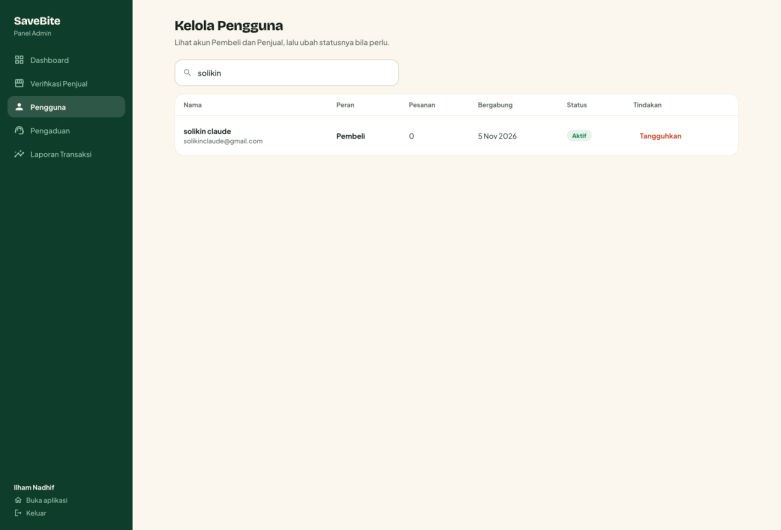 SaveBite
Panel Admin
Dashboard
Verifikasi Penjual
Pengguna
Pengaduan
Laporan Transaksi
Ilham Nadhif
Buka aplikasi
Keluar
Kelola Pengguna
Lihat akun Pembeli dan Penjual, lalu ubah statusnya bila perlu.
solikin
Nama Peran Pesanan Bergabung Status Tindakan
solikin claude
solikinclaude@gmail.com
Pembeli 0 5 Nov 2026 Aktif Tangguhkan